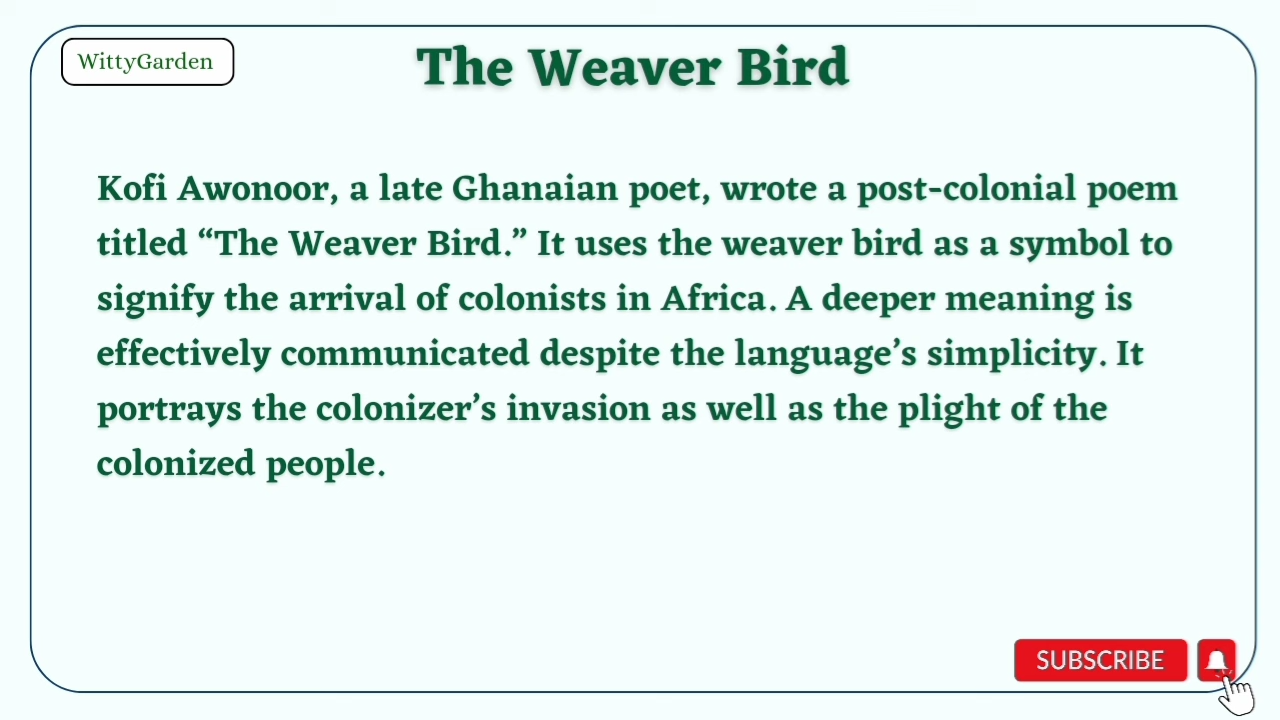 WittyGarden
The Weaver Bird
Kofi Awonoor, a late Ghanaian poet, wrote a post-colonial poem
titled “The Weaver Bird.” It uses the weaver bird as a symbol to
signify the arrival of colonists in Africa. A deeper meaning is
effectively communicated despite the language’s simplicity. It
portrays the colonizer’s invasion as well as the plight of the
colonized people.
SUBSCRIBE